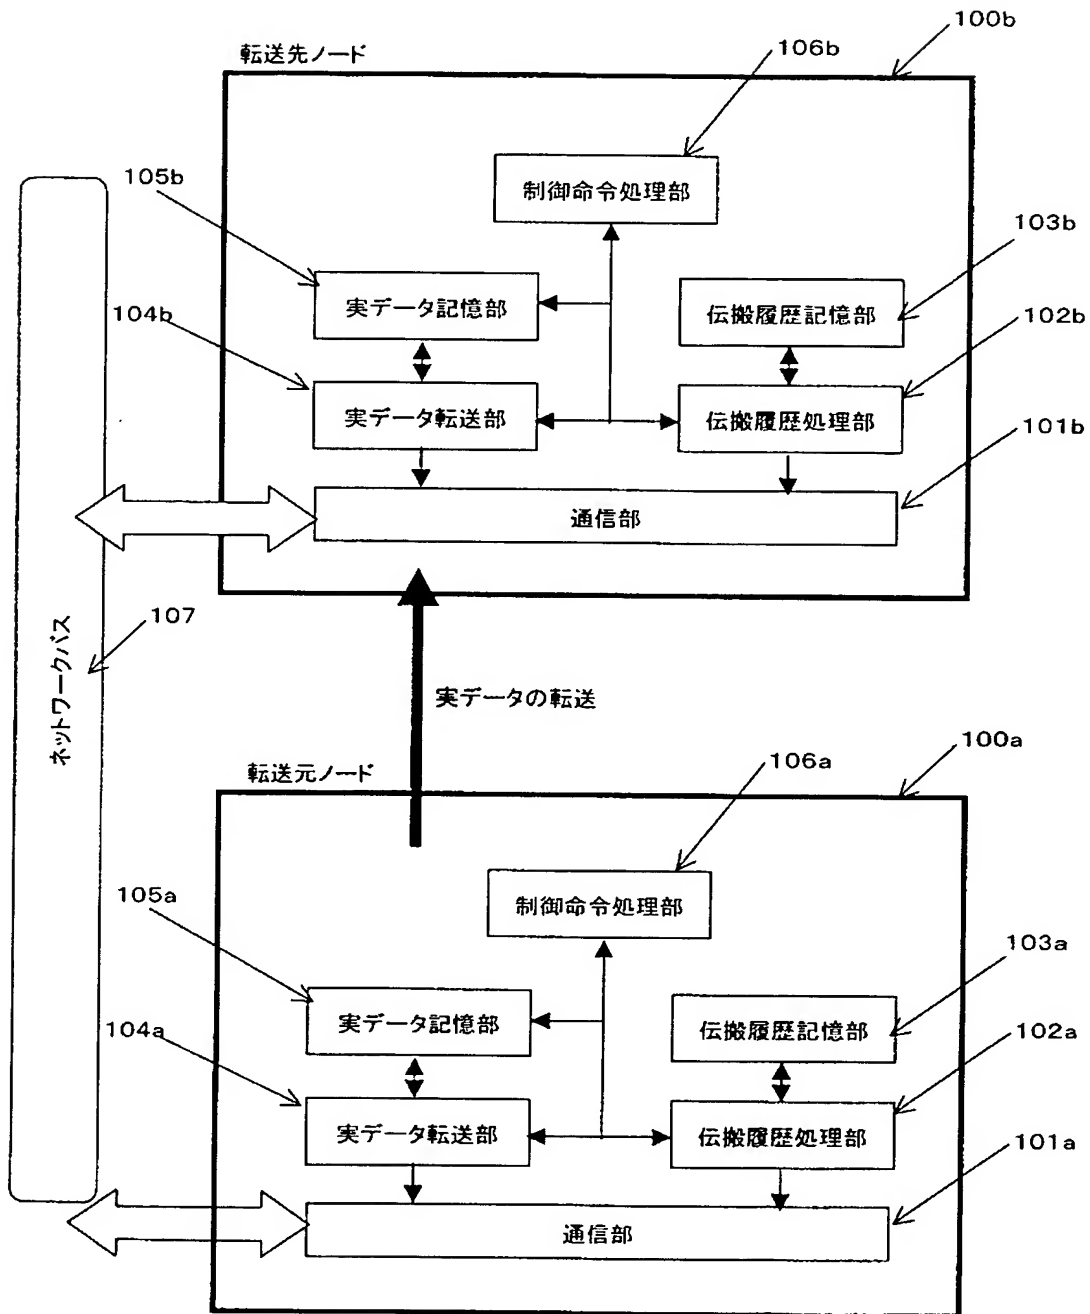 100b
転送先ノード
106b
105b
制御命令処理部
103b
実データ記憶部
伝搬履歴記憶部
104b
102b
実データ転送部
伝搬履歴処理部
101b
通信部
107
ネットワークバス
実データの転送
100a
転送元ノード
106a
105a
制御命令処理部
103a
実データ記憶部
伝搬履歴記憶部
104a
102a
実データ転送部
伝搬履歴処理部
101a
通信部